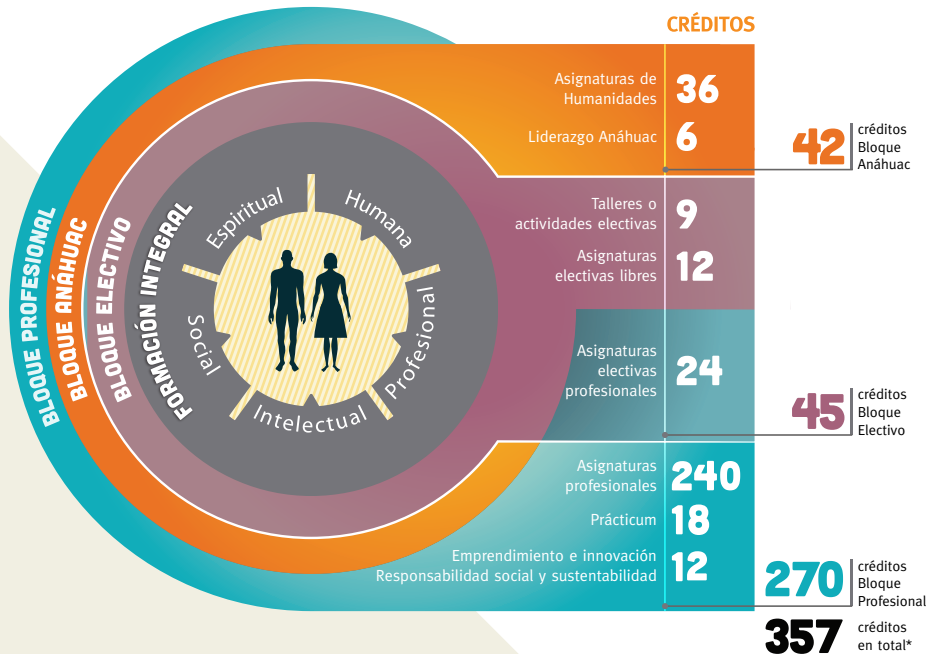 CRÉDITOS
Asignaturas de
Humanidades
36
Liderazgo Anáhuac
6
42
créditos
Bloque
Anáhuac
Talleres o
actividades electivas
9
Asignaturas
electivas libres
12
Asignaturas
electivas
profesionales
24
45
créditos
Bloque
Electivo
Asignaturas
profesionales
240
Prácticum
18
Emprendimiento e innovación
Responsabilidad social y sustentabilidad
12
270
créditos
Bloque
Profesional
357
créditos
en total*
BLOQUE PROFESIONAL
BLOQUE ANÁHUAC
BLOQUE ELECTIVO
FORMACIÓN INTEGRAL
Espiritual
Humana
Social
Profesional
Intelectual